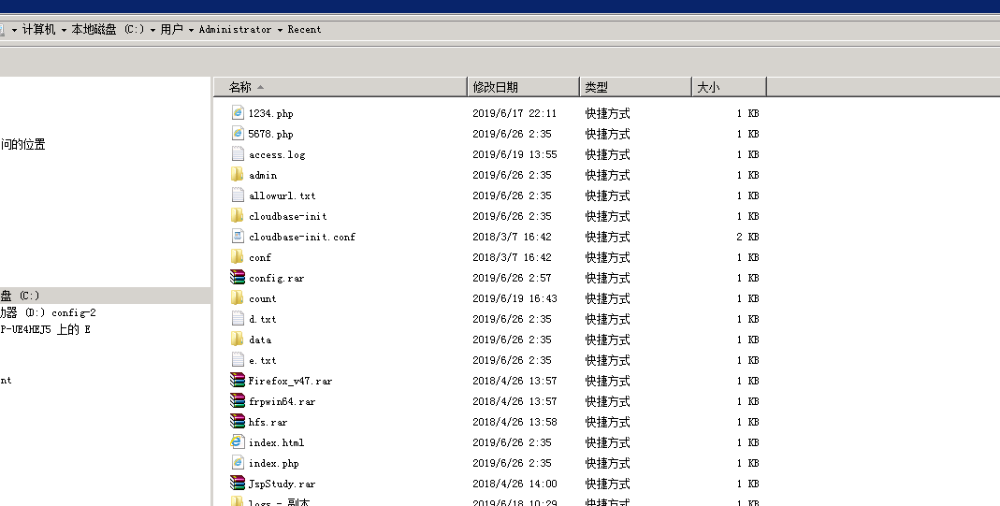 计算机 本地磁盘 (C:) 用户 Administrator Recent
名称 修改日期 类型 大小
1234.php 2019/6/17 22:11 快捷方式 1 KB
5678.php 2019/6/26 2:35 快捷方式 1 KB
问的位置
access.log 2019/6/19 13:55 快捷方式 1 KB
admin 2019/6/26 2:35 快捷方式 1 KB
allowurl.txt 2019/6/26 2:35 快捷方式 1 KB
cloudbase-init 2019/6/26 2:35 快捷方式 1 KB
cloudbase-init.conf 2018/3/7 16:42 快捷方式 2 KB
conf 2018/3/7 16:42 快捷方式 1 KB
config.rar 2019/6/26 2:57 快捷方式 1 KB
盘 (C:)
count 2019/6/19 16:43 快捷方式 1 KB
动器 (D:) config-2
d.txt 2019/6/26 2:35 快捷方式 1 KB
P-UE4HEJ5 上的 E
data 2019/6/26 2:35 快捷方式 1 KB
e.txt 2019/6/26 2:35 快捷方式 1 KB
nt
Firefox_v47.rar 2018/4/26 13:57 快捷方式 1 KB
frpwin64.rar 2018/4/26 13:57 快捷方式 1 KB
hfs.rar 2018/4/26 13:58 快捷方式 1 KB
index.html 2019/6/26 2:35 快捷方式 1 KB
index.php 2019/6/26 2:35 快捷方式 1 KB
JspStudy.rar 2018/4/26 14:00 快捷方式 1 KB
logs - 副本 2019/6/18 10:29 快捷方式 1 KB